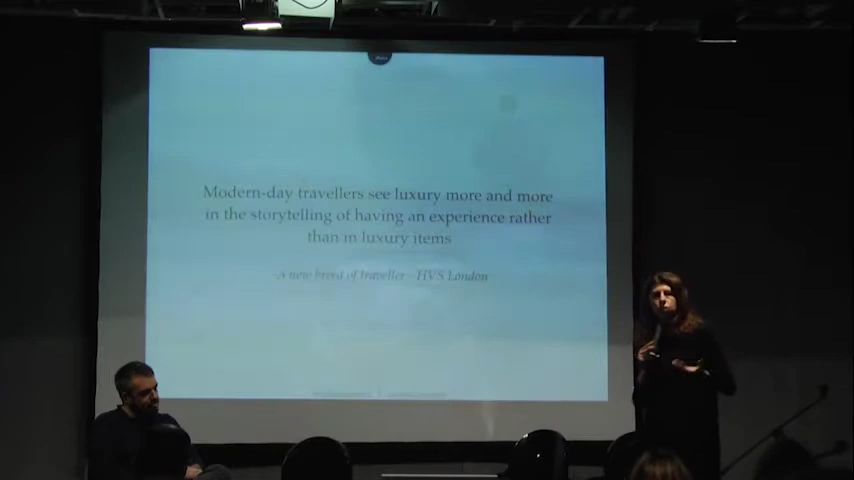 Modern-day travellers see luxury more and more
in the storytelling of having an experience rather
than in luxury items
-A new breed of traveller - HVS London